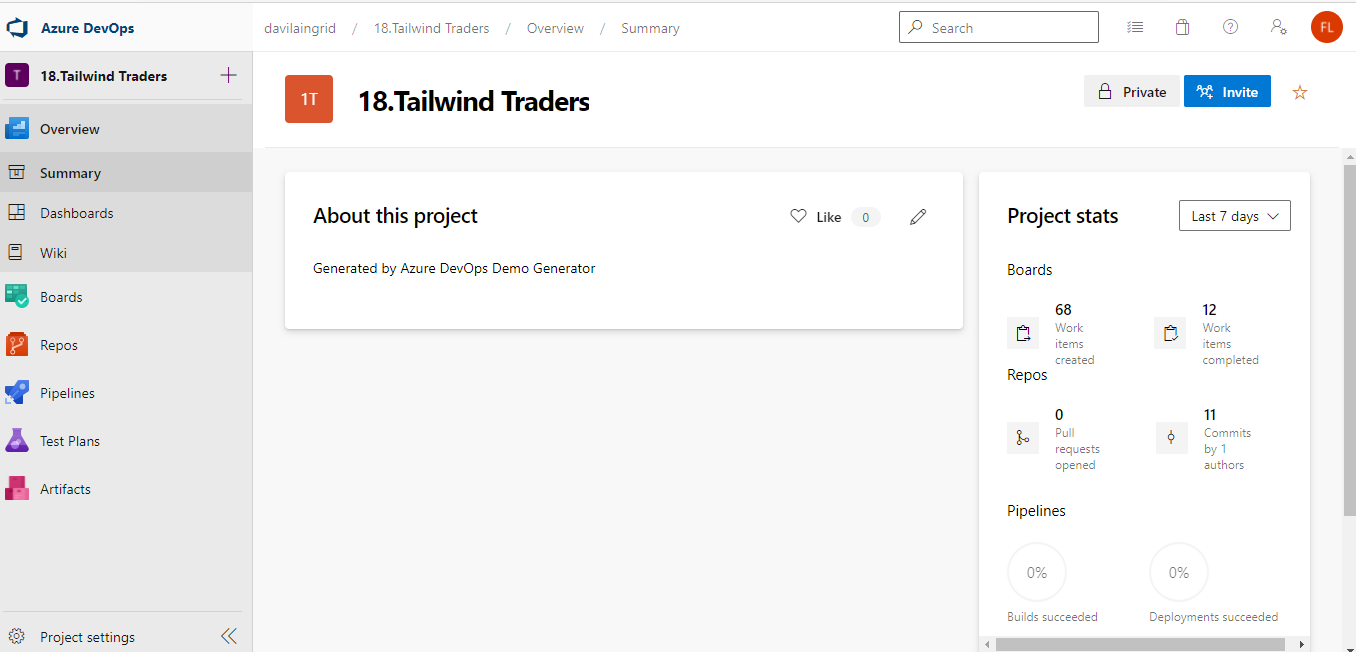 Azure DevOps
davilaingrid / 18.Tailwind Traders / Overview / Summary
Search
FL
T 18.Tailwind Traders
Overview
Summary
Dashboards
Wiki
Boards
Repos
Pipelines
Test Plans
Artifacts
Project settings
1T 18.Tailwind Traders
Private
Invite
About this project
Like 0
Generated by Azure DevOps Demo Generator
Project stats
Last 7 days
Boards
68
Work
items
created
12
Work
items
completed
Repos
0
Pull
requests
opened
11
Commits
by 1
authors
Pipelines
0%
Builds succeeded
0%
Deployments succeeded